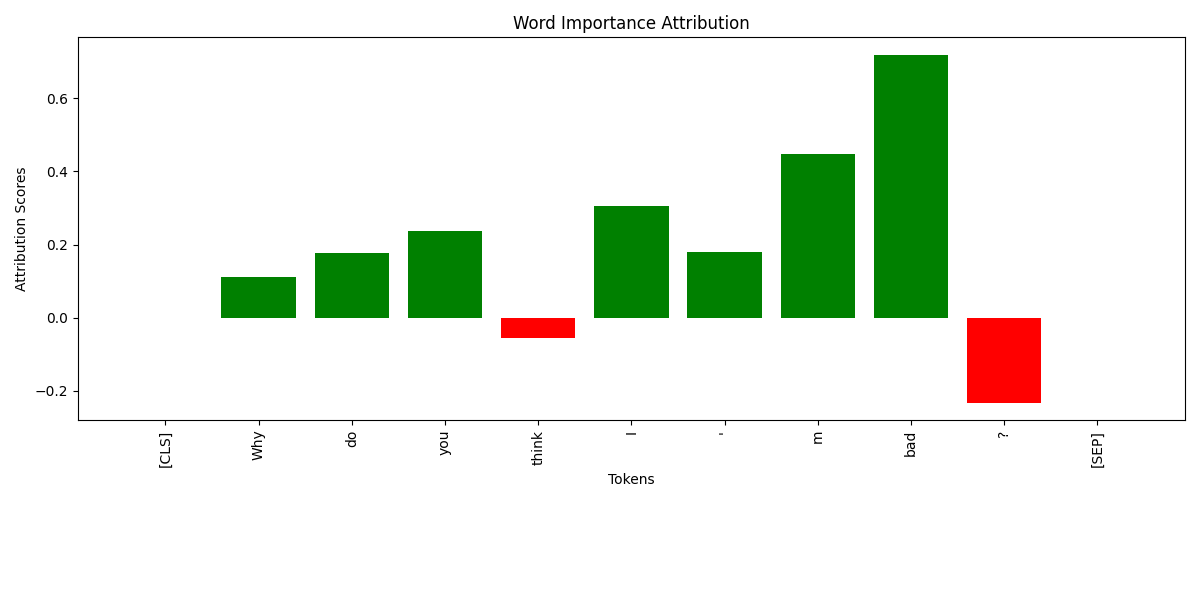 Word Importance Attribution
Attribution Scores
0.6
0.4
0.2
0.0
−0.2
[CLS]
Why
do
you
think
I
'
m
bad
?
[SEP]
Tokens